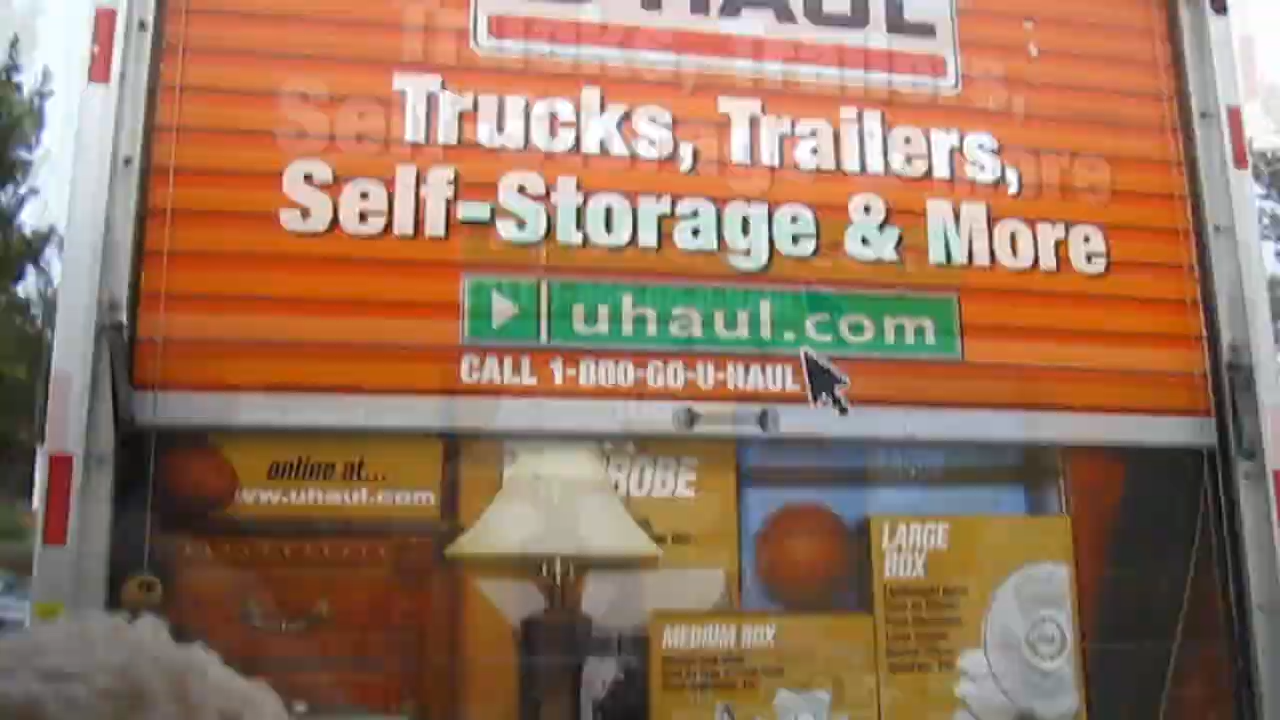 U-HAUL
Trucks, Trailers,
Self-Storage & More
uhaul.com
CALL 1-800-GO-U-HAUL
online at...
www.uhaul.com
ROBE
LARGE
BOX
MEDIUM BOX